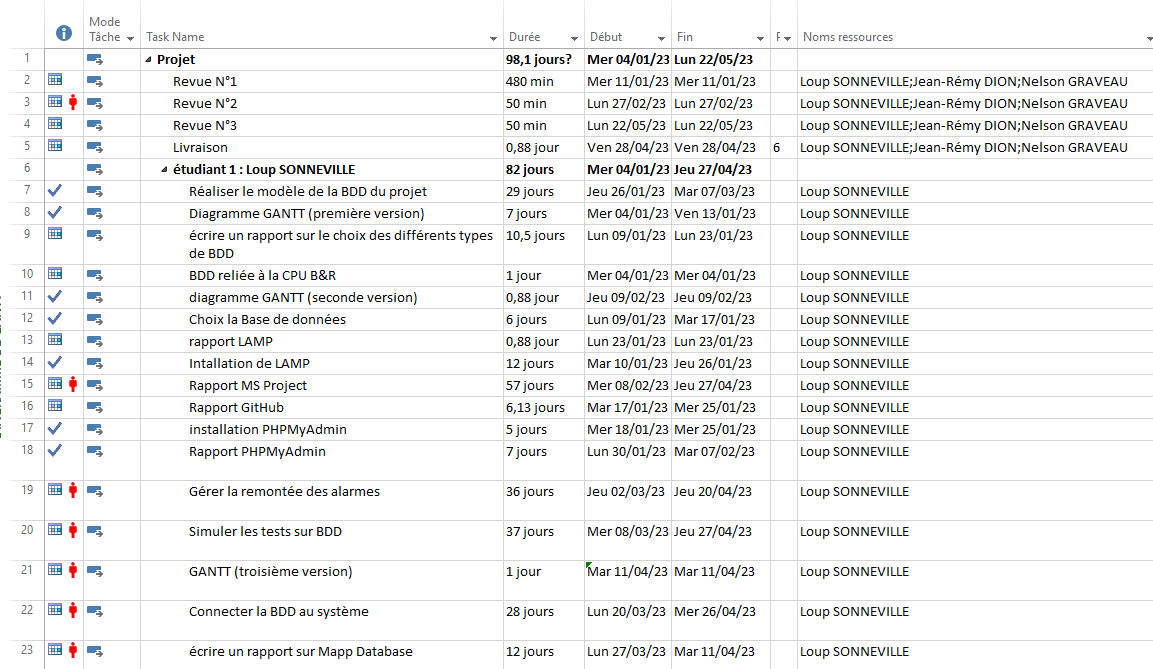 Mode
Tâche Task Name Durée Début Fin F Noms ressources
1 Projet 98,1 jours? Mer 04/01/23 Lun 22/05/23
2 Revue N°1 480 min Mer 11/01/23 Mer 11/01/23 Loup SONNEVILLE;Jean-Rémy DION;Nelson GRAVEAU
3 Revue N°2 50 min Lun 27/02/23 Lun 27/02/23 Loup SONNEVILLE;Jean-Rémy DION;Nelson GRAVEAU
4 Revue N°3 50 min Lun 22/05/23 Lun 22/05/23 Loup SONNEVILLE;Jean-Rémy DION;Nelson GRAVEAU
5 Livraison 0,88 jour Ven 28/04/23 Ven 28/04/23 6 Loup SONNEVILLE;Jean-Rémy DION;Nelson GRAVEAU
6 étudiant 1 : Loup SONNEVILLE 82 jours Mer 04/01/23 Jeu 27/04/23
7 Réaliser le modèle de la BDD du projet 29 jours Jeu 26/01/23 Mar 07/03/23 Loup SONNEVILLE
8 Diagramme GANTT (première version) 7 jours Mer 04/01/23 Ven 13/01/23 Loup SONNEVILLE
9 écrire un rapport sur le choix des différents types 10,5 jours Lun 09/01/23 Lun 23/01/23 Loup SONNEVILLE
de BDD
10 BDD reliée à la CPU B&R 1 jour Mer 04/01/23 Mer 04/01/23 Loup SONNEVILLE
11 diagramme GANTT (seconde version) 0,88 jour Jeu 09/02/23 Jeu 09/02/23 Loup SONNEVILLE
12 Choix la Base de données 6 jours Lun 09/01/23 Mar 17/01/23 Loup SONNEVILLE
13 rapport LAMP 0,88 jour Lun 23/01/23 Lun 23/01/23 Loup SONNEVILLE
14 Intallation de LAMP 12 jours Mar 10/01/23 Jeu 26/01/23 Loup SONNEVILLE
15 Rapport MS Project 57 jours Mer 08/02/23 Jeu 27/04/23 Loup SONNEVILLE
16 Rapport GitHub 6,13 jours Mar 17/01/23 Mer 25/01/23 Loup SONNEVILLE
17 installation PHPMyAdmin 5 jours Mer 18/01/23 Mer 25/01/23 Loup SONNEVILLE
18 Rapport PHPMyAdmin 7 jours Lun 30/01/23 Mar 07/02/23 Loup SONNEVILLE
19 Gérer la remontée des alarmes 36 jours Jeu 02/03/23 Jeu 20/04/23 Loup SONNEVILLE
20 Simuler les tests sur BDD 37 jours Mer 08/03/23 Jeu 27/04/23 Loup SONNEVILLE
21 GANTT (troisième version) 1 jour Mar 11/04/23 Mar 11/04/23 Loup SONNEVILLE
22 Connecter la BDD au système 28 jours Lun 20/03/23 Mer 26/04/23 Loup SONNEVILLE
23 écrire un rapport sur Mapp Database 12 jours Lun 27/03/23 Mar 11/04/23 Loup SONNEVILLE